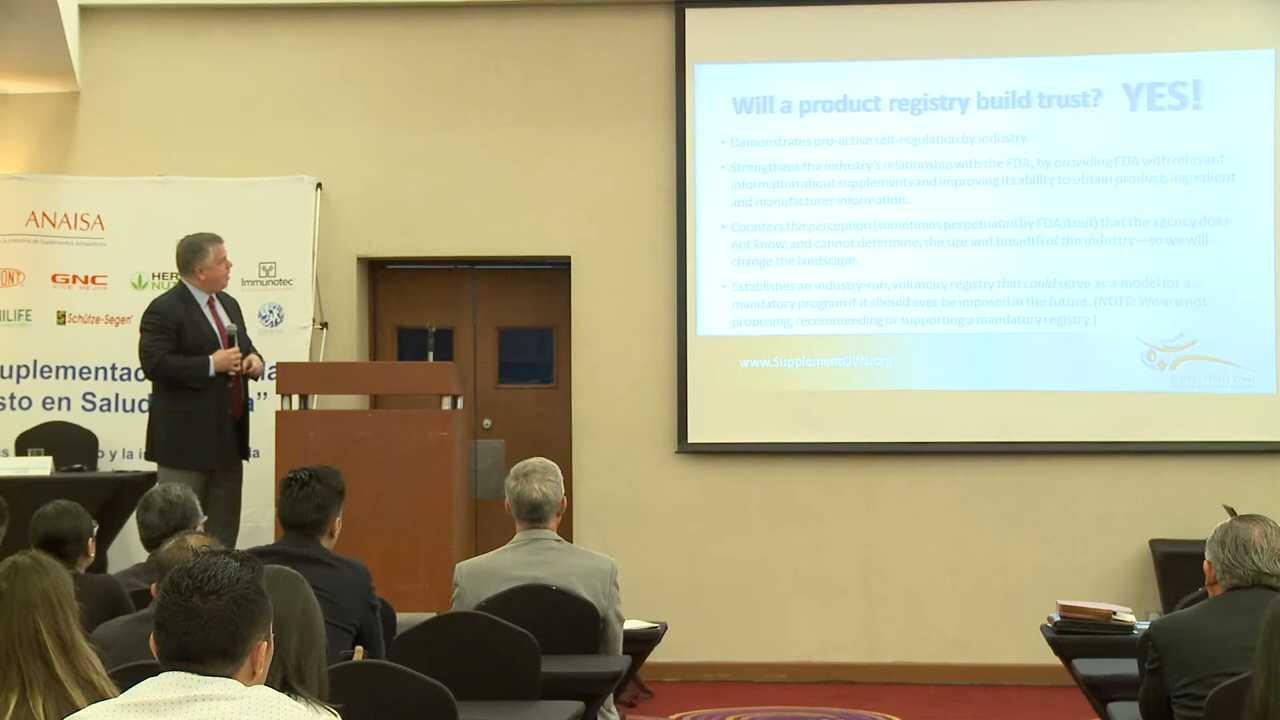 Will a product registry build trust? YES!
• Demonstrates pro-active self-regulation by industry.
• Strengthens the industry's relationship with the FDA, by providing FDA with relevant
information about supplements and improving its ability to obtain product, ingredient
and manufacturer information.
• Counters the perception (sometimes perpetuated by FDA itself) that the agency does
not know, and cannot determine, the size and breadth of the industry—so we will
change the landscape.
• Establishes an industry-run, voluntary registry that could serve as a model for a
mandatory program if it should ever be imposed in the future. [NOTE: We are not
proposing, recommending or supporting a mandatory registry.]
www.SupplementOWL.org
ANAISA
GNC
VIVE MEJOR
Immunotec
Schütze-Segen
sto en Salud
y la